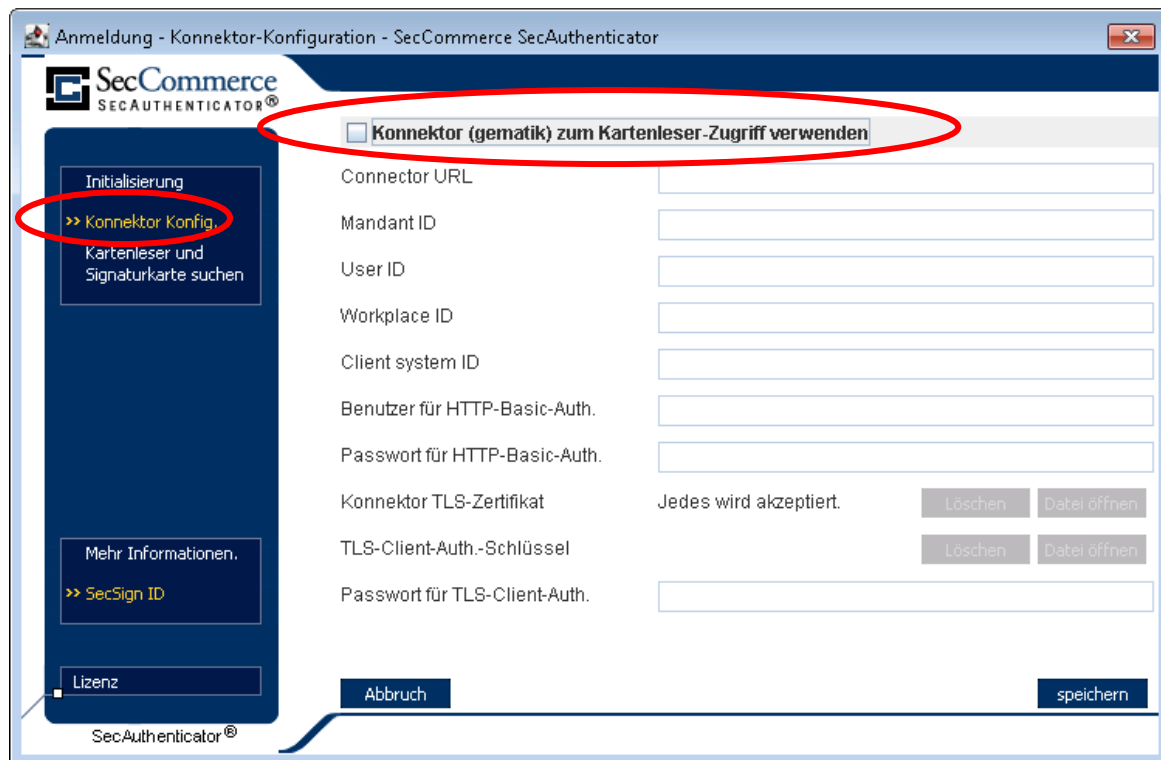 Anmeldung - Konnektor-Konfiguration - SecCommerce SecAuthenticator
SecCommerce
SECAUTHENTICATOR®
Konnektor (gematik) zum Kartenleser-Zugriff verwenden
Initialisierung
>> Konnektor Konfig.
Kartenleser und
Signaturkarte suchen
Connector URL
Mandant ID
User ID
Workplace ID
Client system ID
Benutzer für HTTP-Basic-Auth.
Passwort für HTTP-Basic-Auth.
Konnektor TLS-Zertifikat Jedes wird akzeptiert. Löschen Datei öffnen
TLS-Client-Auth.-Schlüssel Löschen Datei öffnen
Passwort für TLS-Client-Auth.
Mehr Informationen.
>> SecSign ID
Lizenz
Abbruch speichern
SecAuthenticator®